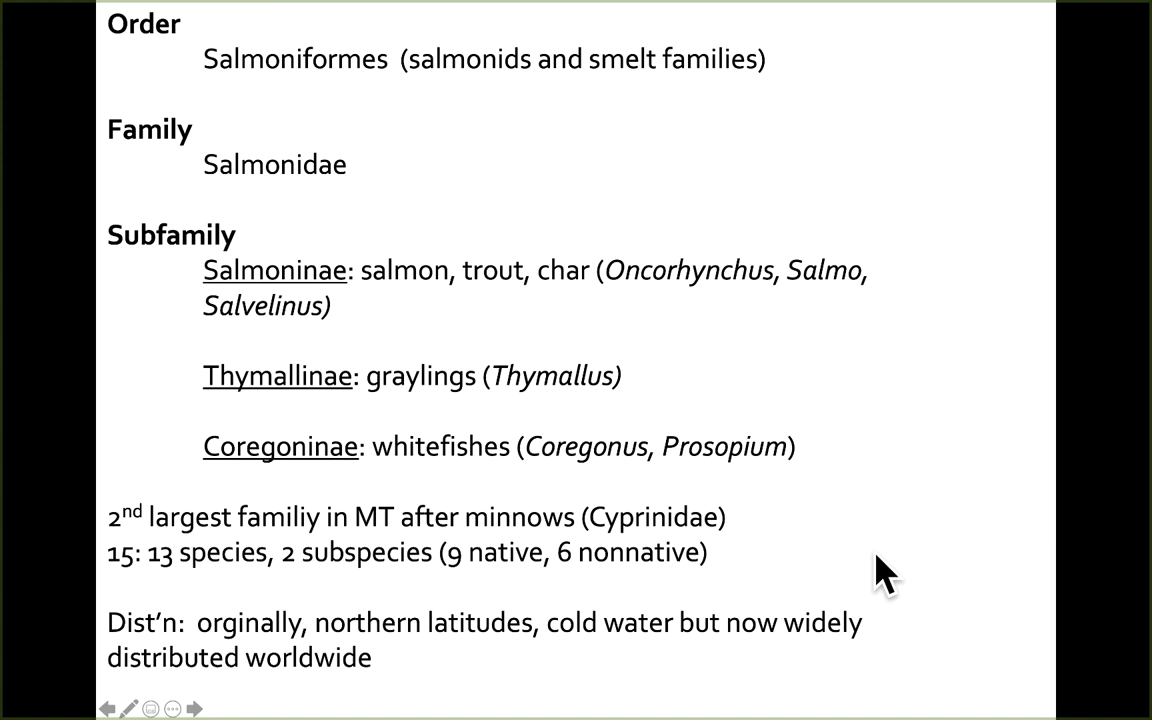 Order
Salmoniformes (salmonids and smelt families)
Family
Salmonidae
Subfamily
Salmoninae: salmon, trout, char (Oncorhynchus, Salmo,
Salvelinus)
Thymallinae: graylings (Thymallus)
Coregoninae: whitefishes (Coregonus, Prosopium)
2nd largest familiy in MT after minnows (Cyprinidae)
15: 13 species, 2 subspecies (9 native, 6 nonnative)
Dist’n: orginally, northern latitudes, cold water but now widely
distributed worldwide